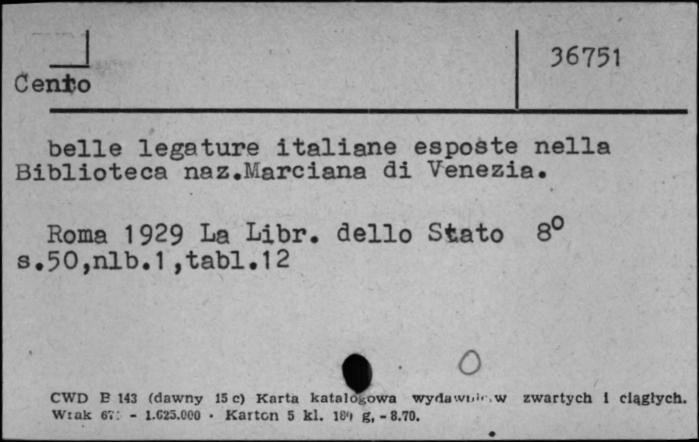 36751
Cento
belle legature italiane esposte nella
Biblioteca naz.Marciana di Venezia.
Roma 1929 La Libr. dello Stato 8º
s.50,nlb.1,tabl.12
CWD B 143 (dawny 15 c) Karta katalogowa zwartych i ciągłych.
- 1.625.000 · Karton 5 kl. g, - 8.70.